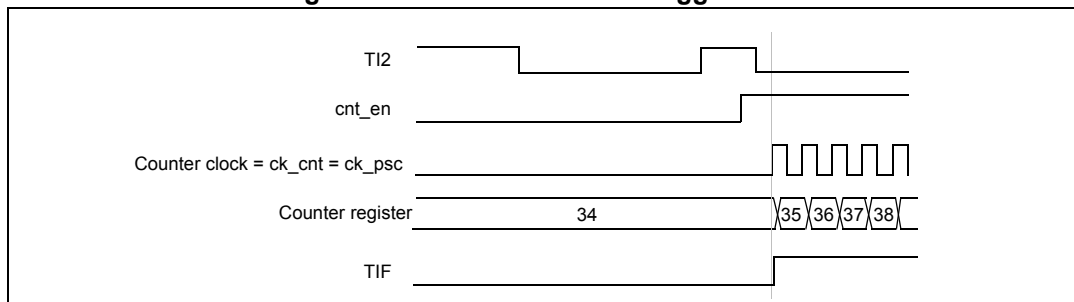 TI2
cnt_en
Counter clock = ck_cnt = ck_psc
Counter register 34 35 36 37 38
TIF